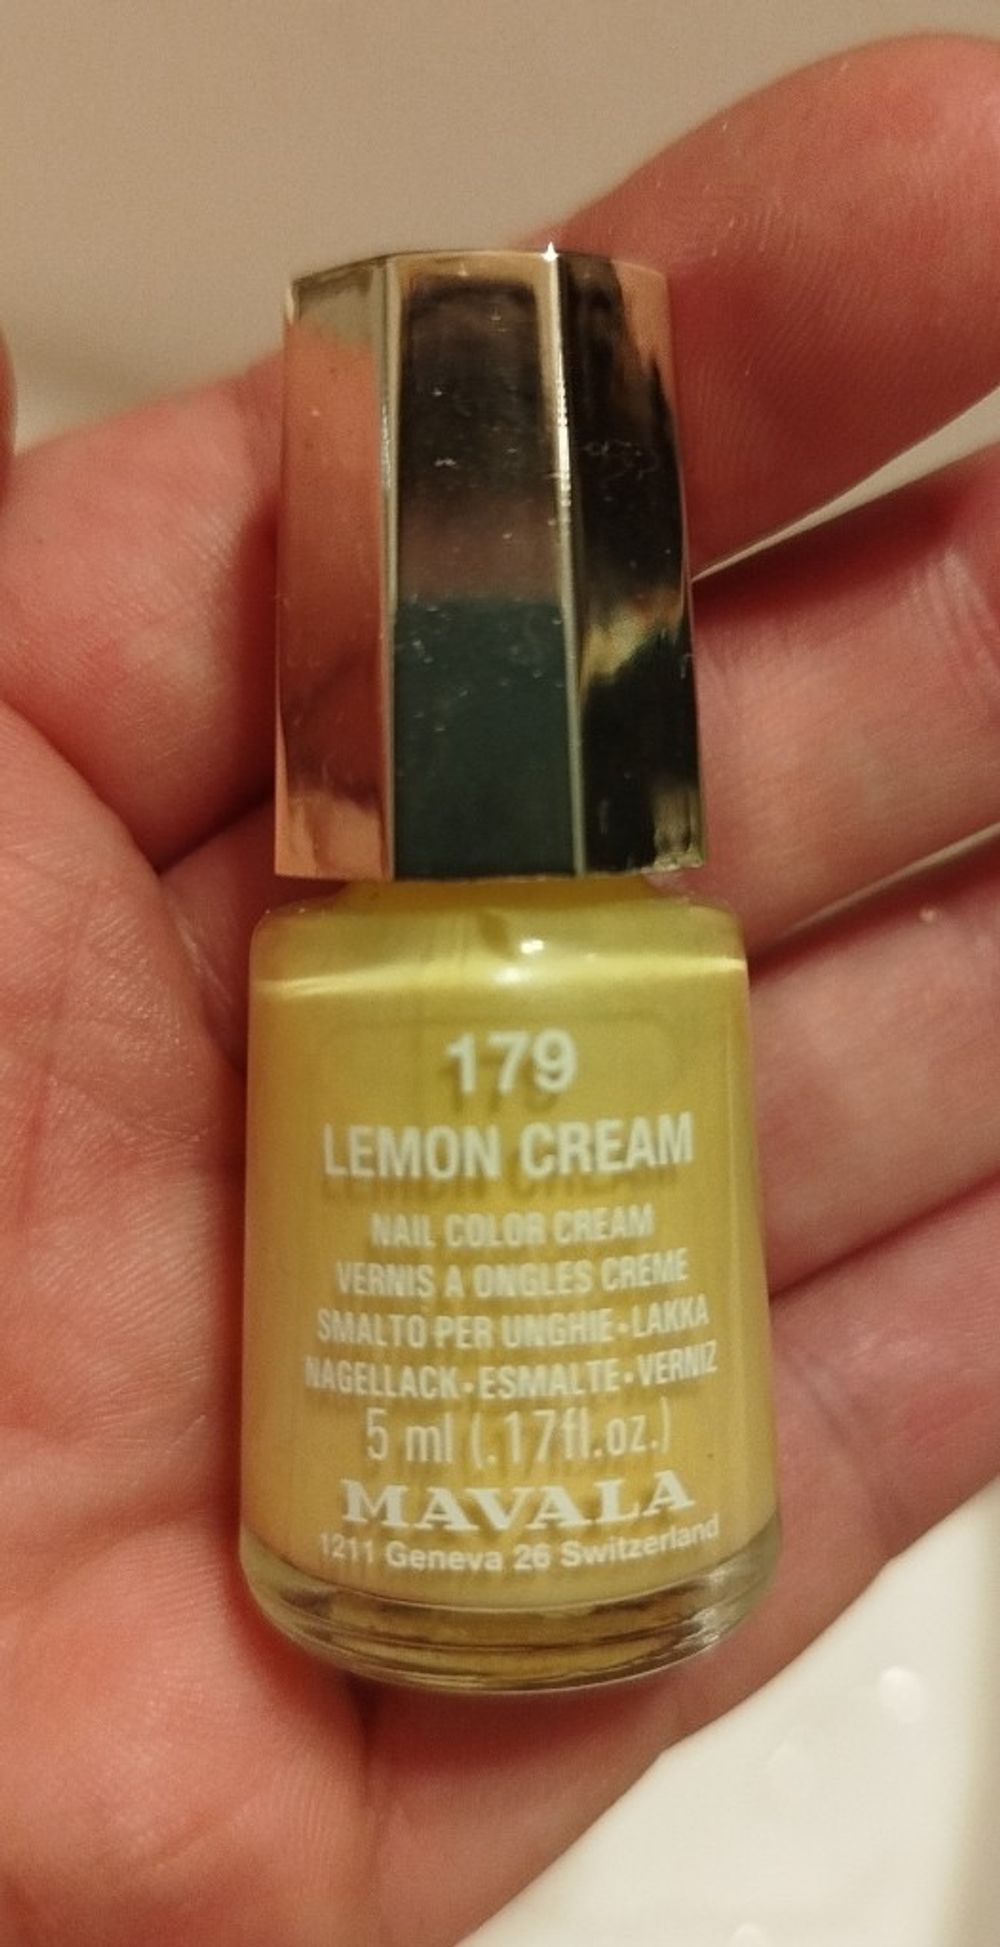 179
LEMON CREAM
NAIL COLOR CREAM
VERNIS A ONGLES CREME
SMALTO PER UNGHIE•LAKKA
NAGELLACK•ESMALTE•VERNIZ
5 ml (.17fl.oz.)
MAVALA
1211 Geneva 26 Switzerland